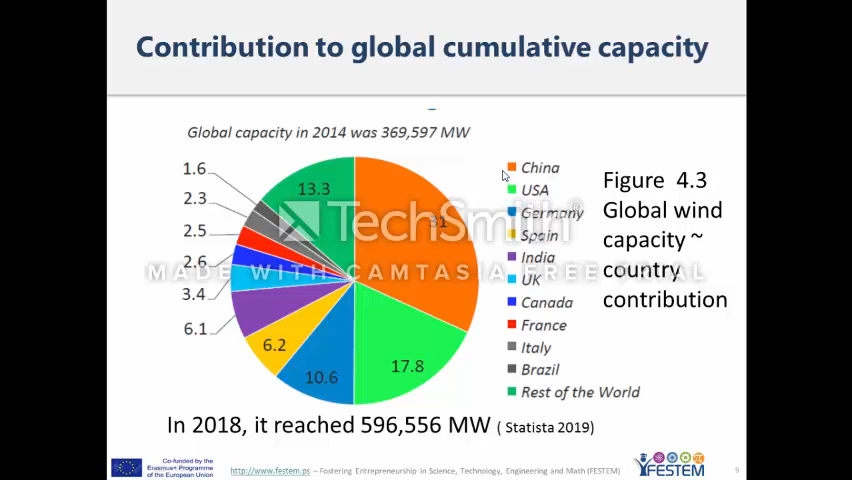 Contribution to global cumulative capacity
Global capacity in 2014 was 369,597 MW
1.6
2.3
2.5
2.6
3.4
6.1
13.3
31
6.2
10.6
17.8
China
USA
Germany
Spain
India
UK
Canada
France
Italy
Brazil
Rest of the World
Figure 4.3
Global wind
capacity ~
country
contribution
TechSmith
MADE WITH CAMTASIA FREE TRIAL
In 2018, it reached 596,556 MW ( Statista 2019)
Co-funded by the
Erasmus+ Programme
of the European Union
http://www.festem.ps – Fostering Entrepreneurship in Science, Technology, Engineering and Math (FESTEM)
FESTEM
9